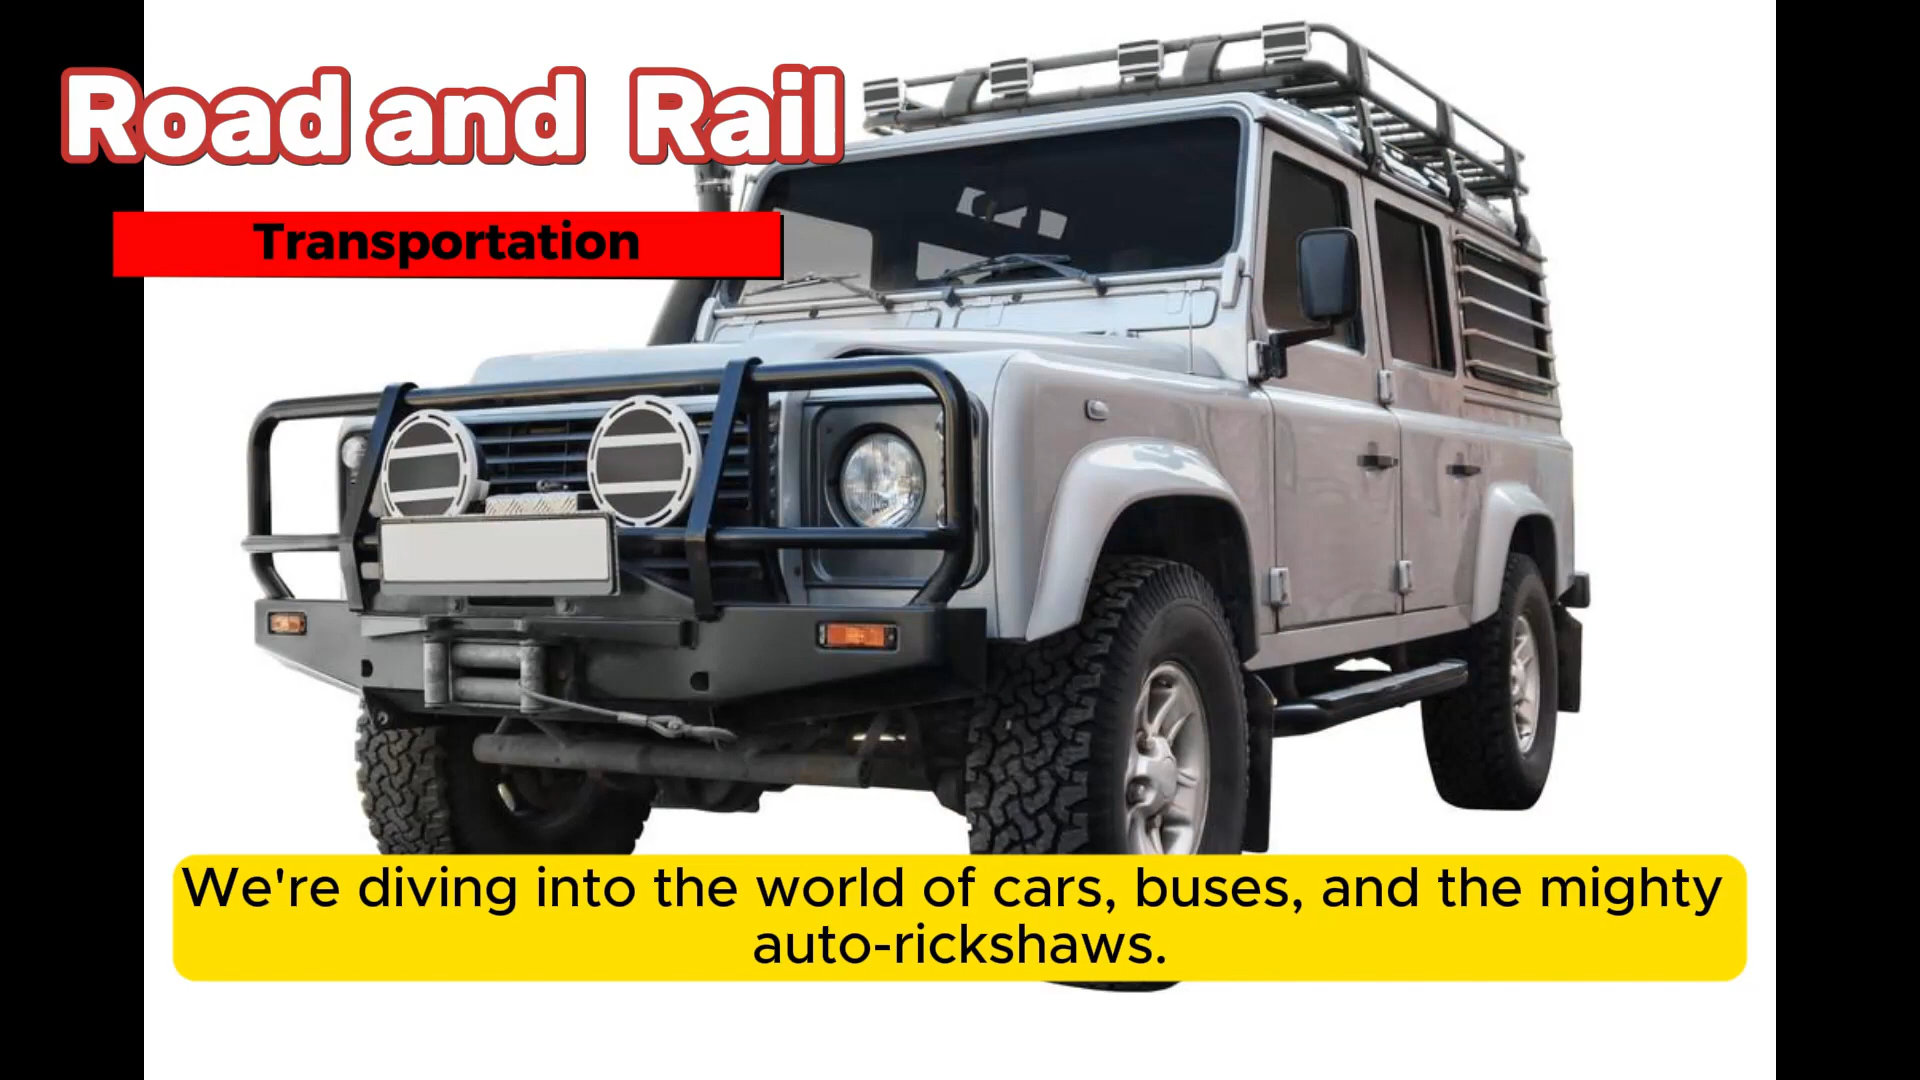 Road and Rail
Transportation
We're diving into the world of cars, buses, and the mighty
auto-rickshaws.